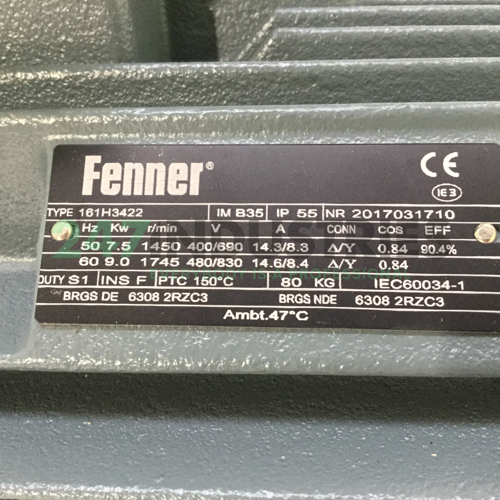 Fenner®
CE
IE3
TYPE 161H3422 IM B35 IP 55 NR 2017031710
Hz Kw r/min V A CONN COS EFF
50 7.5 1450 400/690 14.3/8.3 Δ/Y 0.84 90.4%
60 9.0 1745 480/830 14.6/8.4 Δ/Y 0.84
DUTY S1 INS F PTC 150°C 80 KG IEC60034-1
BRGS DE 6308 2RZC3 BRGS NDE 6308 2RZC3
Ambt.47°C